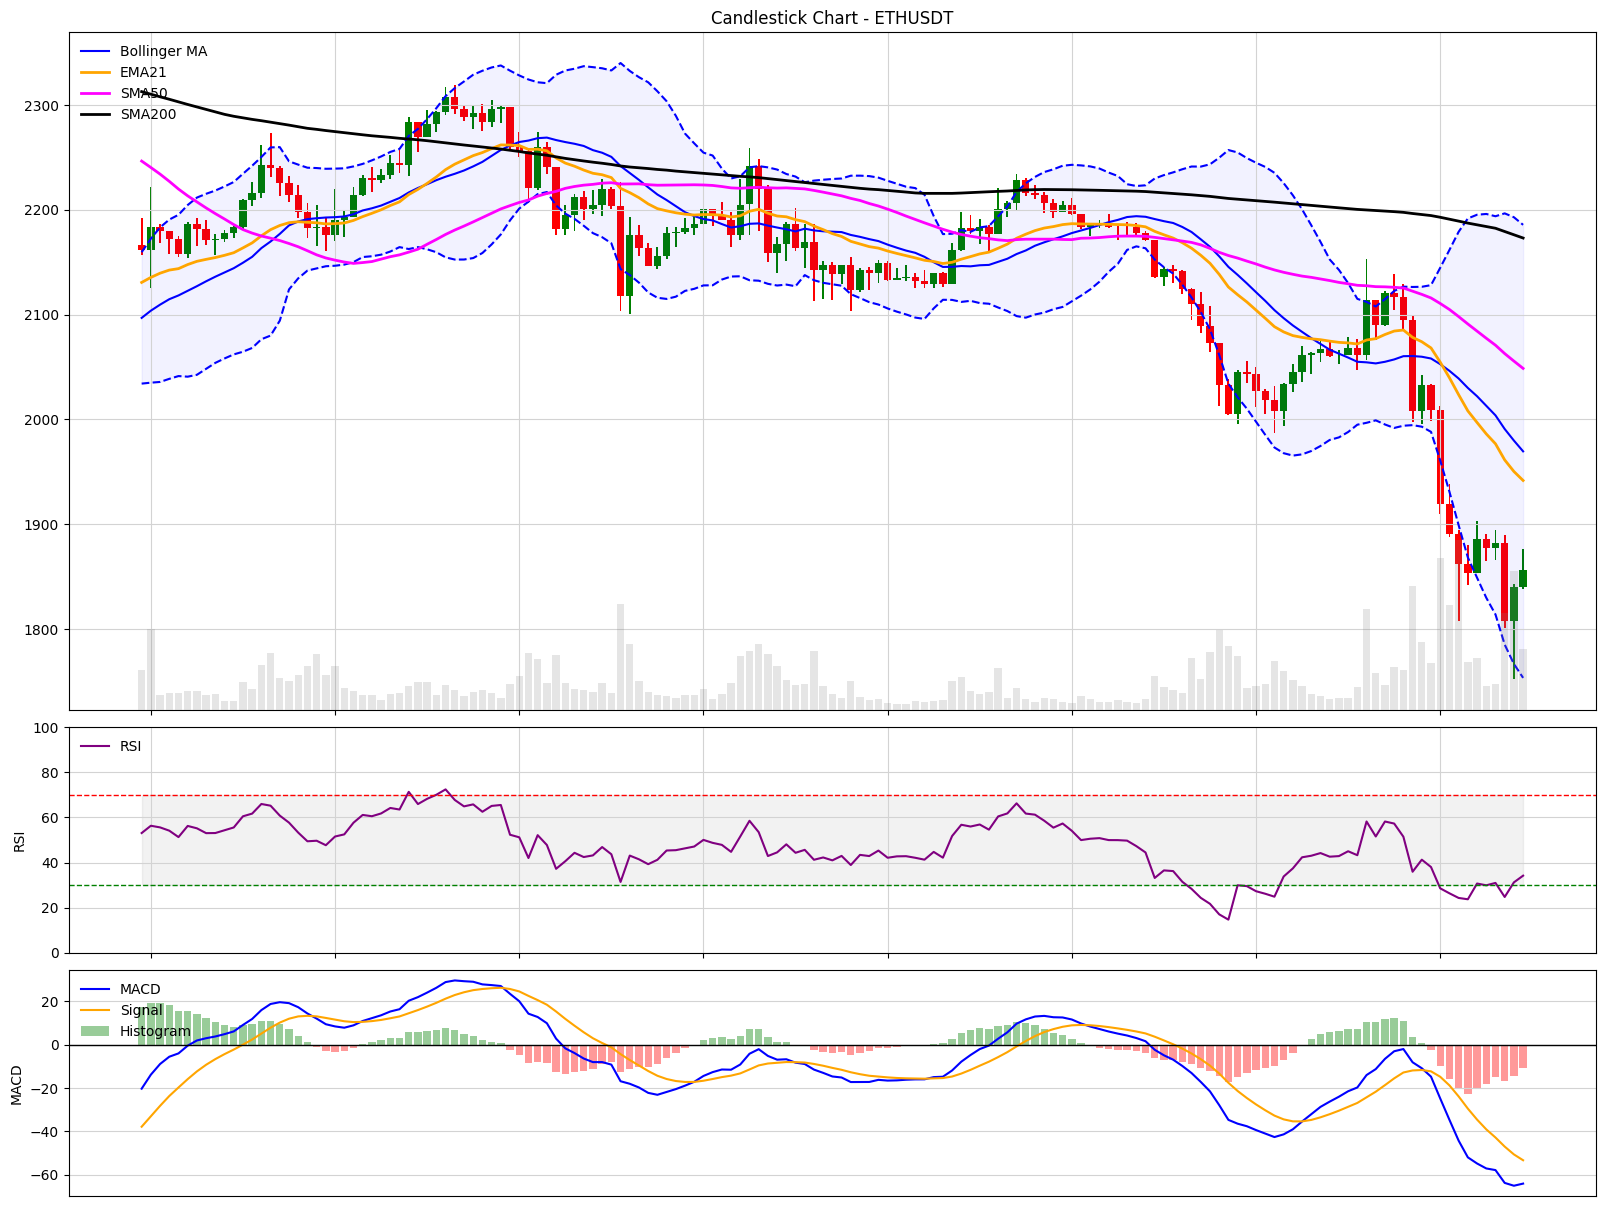 Candlestick Chart - ETHUSDT
Bollinger MA
EMA21
SMA50
SMA200
2300
2200
2100
2000
1900
1800
RSI
100
80
60
40
20
0
RSI
MACD
Signal
Histogram
20
0
−20
−40
−60
MACD